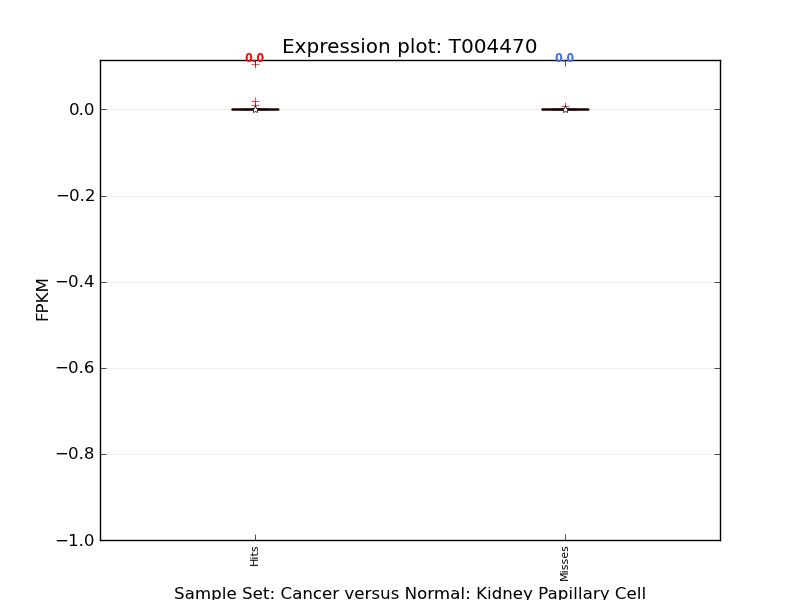 Expression plot: T004470
0.0 0.0
0.0
−0.2
−0.4
−0.6
−0.8
−1.0
FPKM
Hits Misses
Sample Set: Cancer versus Normal: Kidney Papillary Cell